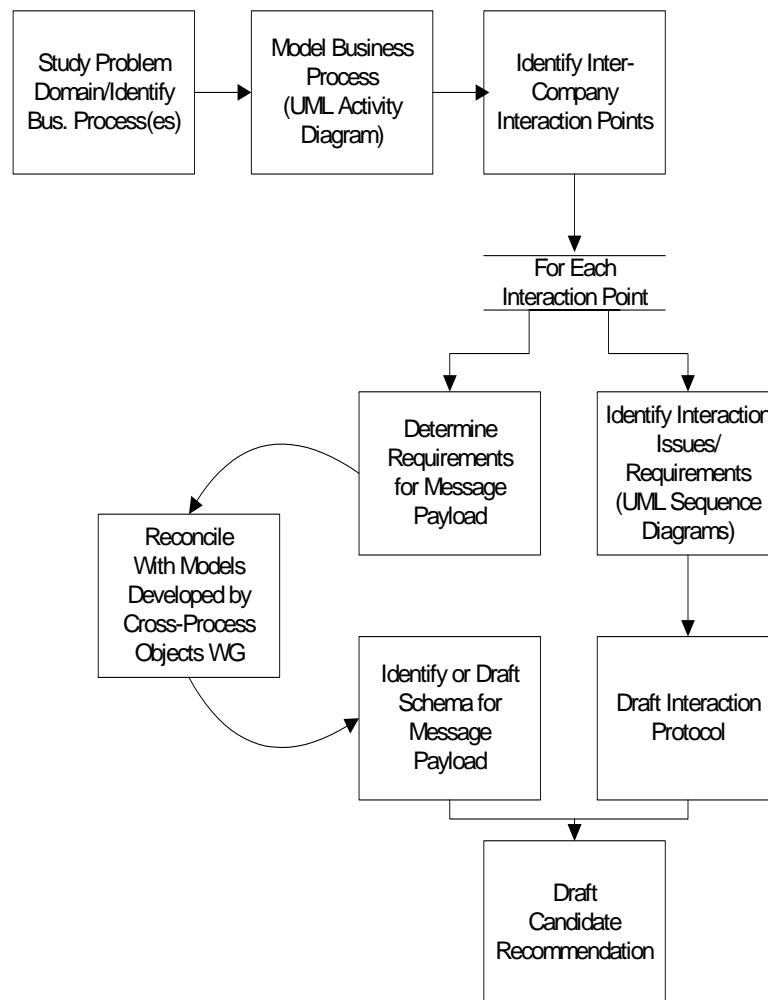 Study Problem
Domain/Identify
Bus. Process(es)
Model Business
Process
(UML Activity
Diagram)
Identify Inter-
Company
Interaction Points
For Each
Interaction Point
Determine
Requirements
for Message
Payload
Identify Interaction
Issues/
Requirements
(UML Sequence
Diagrams)
Reconcile
With Models
Developed by
Cross-Process
Objects WG
Identify or Draft
Schema for
Message
Payload
Draft Interaction
Protocol
Draft
Candidate
Recommendation